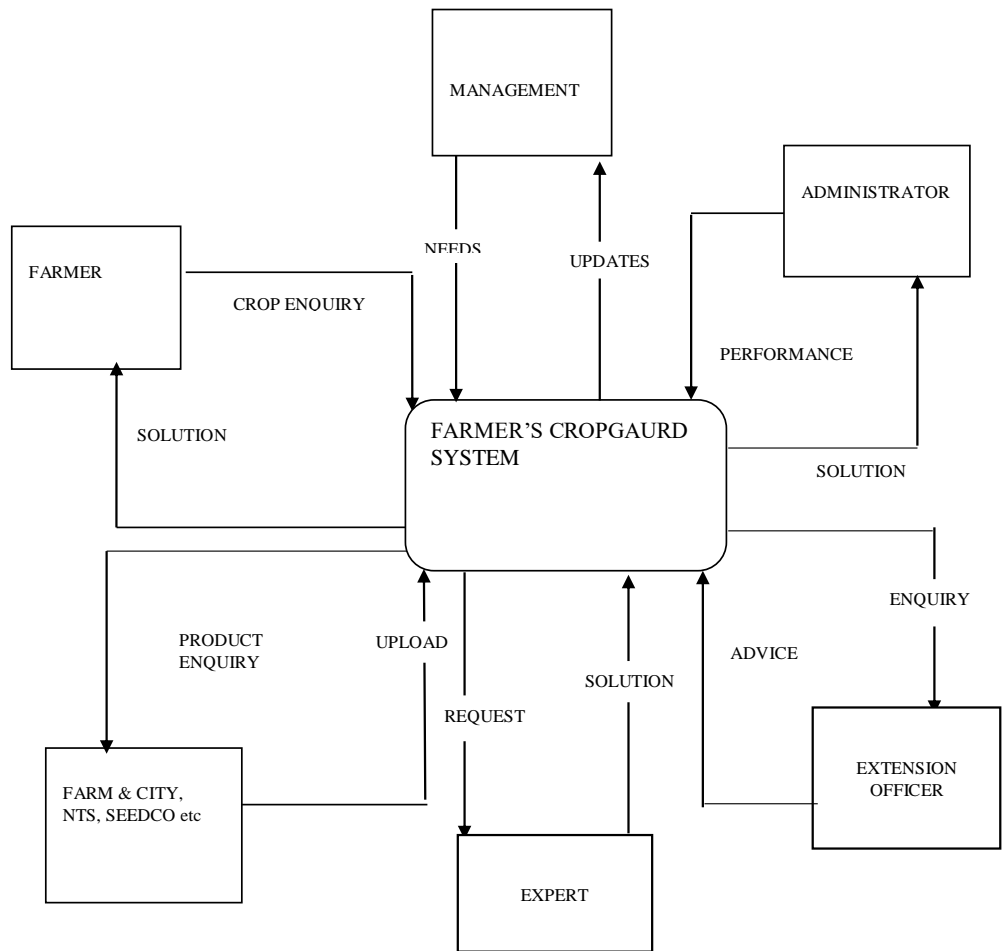 MANAGEMENT
ADMINISTRATOR
FARMER
NEEDS
UPDATES
CROP ENQUIRY
PERFORMANCE
SOLUTION
FARMER’S CROPGAURD
SYSTEM
SOLUTION
ENQUIRY
PRODUCT
ENQUIRY
UPLOAD
ADVICE
SOLUTION
REQUEST
FARM & CITY,
NTS, SEEDCO etc
EXTENSION
OFFICER
EXPERT